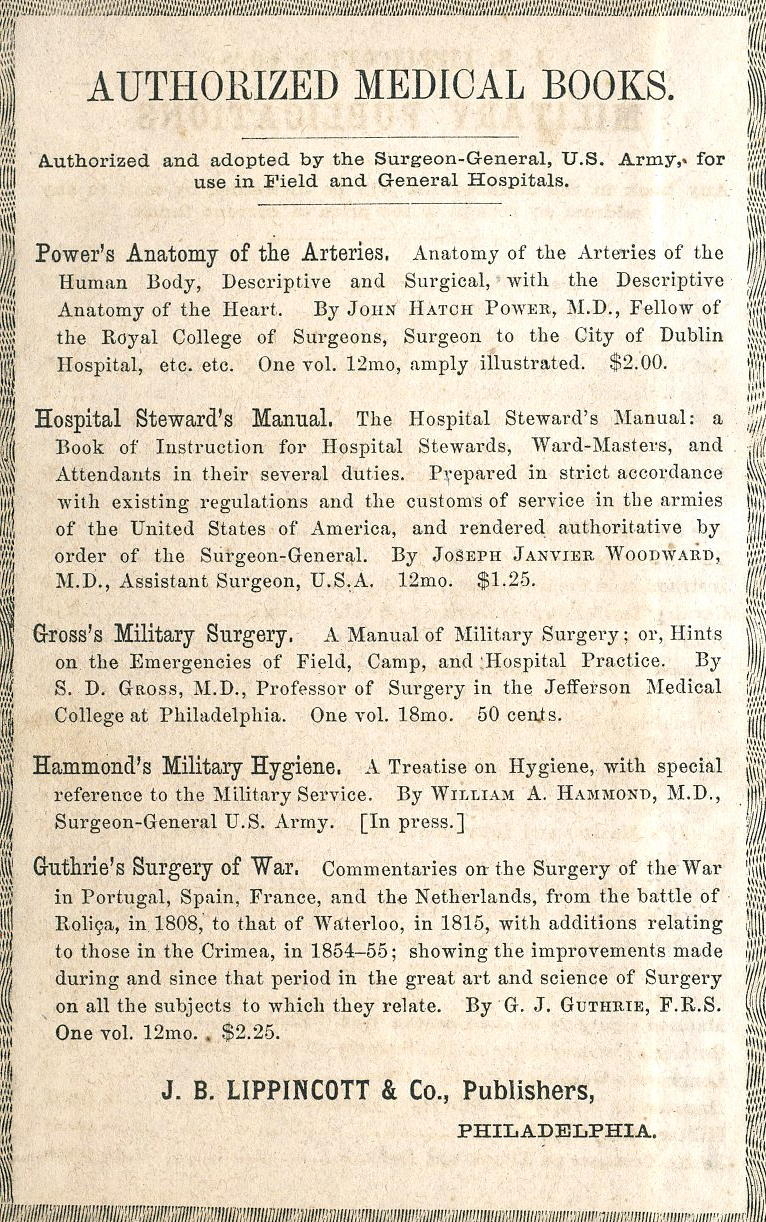 AUTHORIZED MEDICAL BOOKS.
Authorized and adopted by the Surgeon-General, U.S. Army, for
use in Field and General Hospitals.
Power's Anatomy of the Arteries. Anatomy of the Arteries of the
Human Body, Descriptive and Surgical, with the Descriptive
Anatomy of the Heart. By JOHN HATCH POWER, M.D., Fellow of
the Royal College of Surgeons, Surgeon to the City of Dublin
Hospital, etc. etc. One vol. 12mo, amply illustrated. $2.00.
Hospital Steward's Manual. The Hospital Steward's Manual: a
Book of Instruction for Hospital Stewards, Ward-Masters, and
Attendants in their several duties. Prepared in strict accordance
with existing regulations and the customs of service in the armies
of the United States of America, and rendered authoritative by
order of the Surgeon-General. By JOSEPH JANVIER WOODWARD,
M.D., Assistant Surgeon, U.S.A. 12mo. $1.25.
Gross's Military Surgery. A Manual of Military Surgery; or, Hints
on the Emergencies of Field, Camp, and Hospital Practice. By
S. D. GROSS, M.D., Professor of Surgery in the Jefferson Medical
College at Philadelphia. One vol. 18mo. 50 cents.
Hammond's Military Hygiene. A Treatise on Hygiene, with special
reference to the Military Service. By WILLIAM A. HAMMOND, M.D.,
Surgeon-General U.S. Army. [In press.]
Guthrie's Surgery of War. Commentaries on the Surgery of the War
in Portugal, Spain, France, and the Netherlands, from the battle of
Roliça, in 1808, to that of Waterloo, in 1815, with additions relating
to those in the Crimea, in 1854–55; showing the improvements made
during and since that period in the great art and science of Surgery
on all the subjects to which they relate. By G. J. GUTHRIE, F.R.S.
One vol. 12mo. $2.25.
J. B. LIPPINCOTT & Co., Publishers,
PHILADELPHIA.